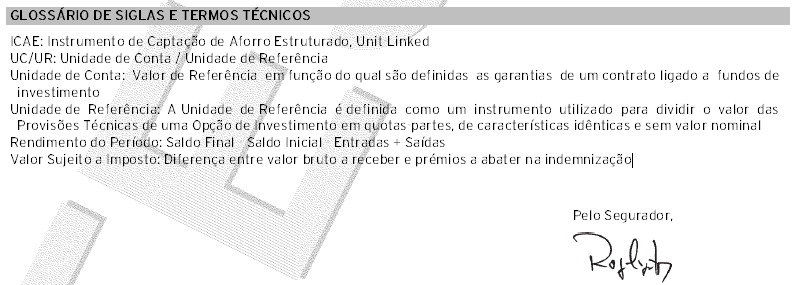 GLOSSÁRIO DE SIGLAS E TERMOS TÉCNICOS
ICAE: Instrumento de Captação de Aforro Estruturado, Unit Linked
UC/UR: Unidade de Conta / Unidade de Referência
Unidade de Conta: Valor de Referência em função do qual são definidas as garantias de um contrato ligado a fundos de
investimento
Unidade de Referência: A Unidade de Referência é definida como um instrumento utilizado para dividir o valor das
Provisões Técnicas de uma Opção de Investimento em quotas partes, de características idênticas e sem valor nominal
Rendimento do Período: Saldo Final - Saldo Inicial - Entradas + Saídas
Valor Sujeito a Imposto: Diferença entre valor bruto a receber e prémios a abater na indemnização
Pelo Segurador,